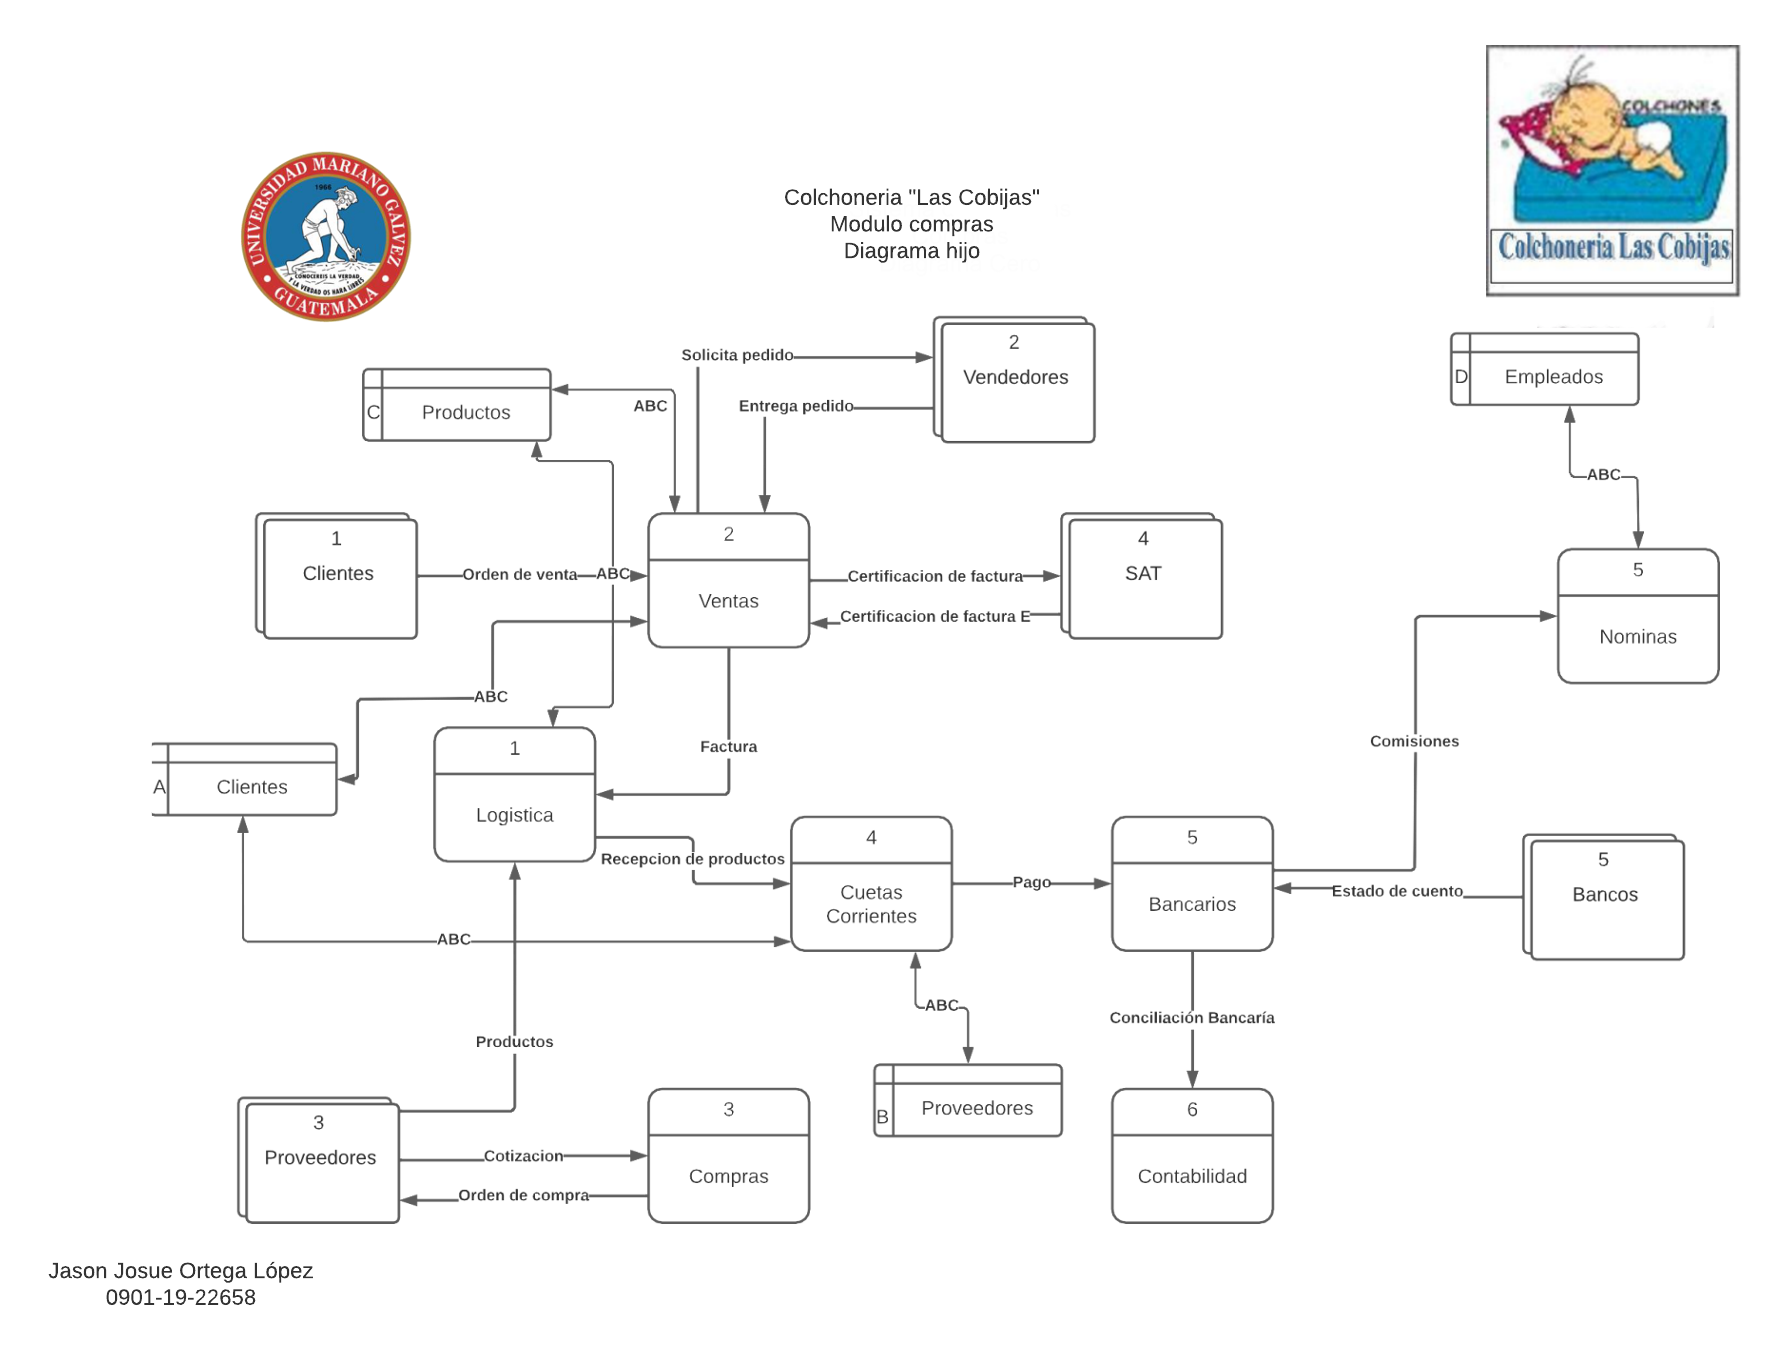 COLCHONES
Colchoneria Las Cobijas
UNIVERSIDAD MARIANO GALVEZ
1966
CONOCEREIS LA VERDAD
Y LA VERDAD OS HARA LIBRES
GUATEMALA
Colchoneria "Las Cobijas"
Modulo compras
Diagrama hijo
2
Vendedores
Solicita pedido
Entrega pedido
D
Empleados
C
Productos
ABC
ABC
1
Clientes
Orden de venta
ABC
2
Ventas
4
SAT
Certificacion de factura
Certificacion de factura E
5
Nominas
ABC
Factura
Comisiones
A
Clientes
1
Logistica
Recepcion de productos
4
Cuetas
Corrientes
Pago
5
Bancarios
Estado de cuento
5
Bancos
ABC
ABC
Conciliación Bancaría
Productos
B
Proveedores
3
Proveedores
Cotizacion
Orden de compra
3
Compras
6
Contabilidad
Jason Josue Ortega López
0901-19-22658